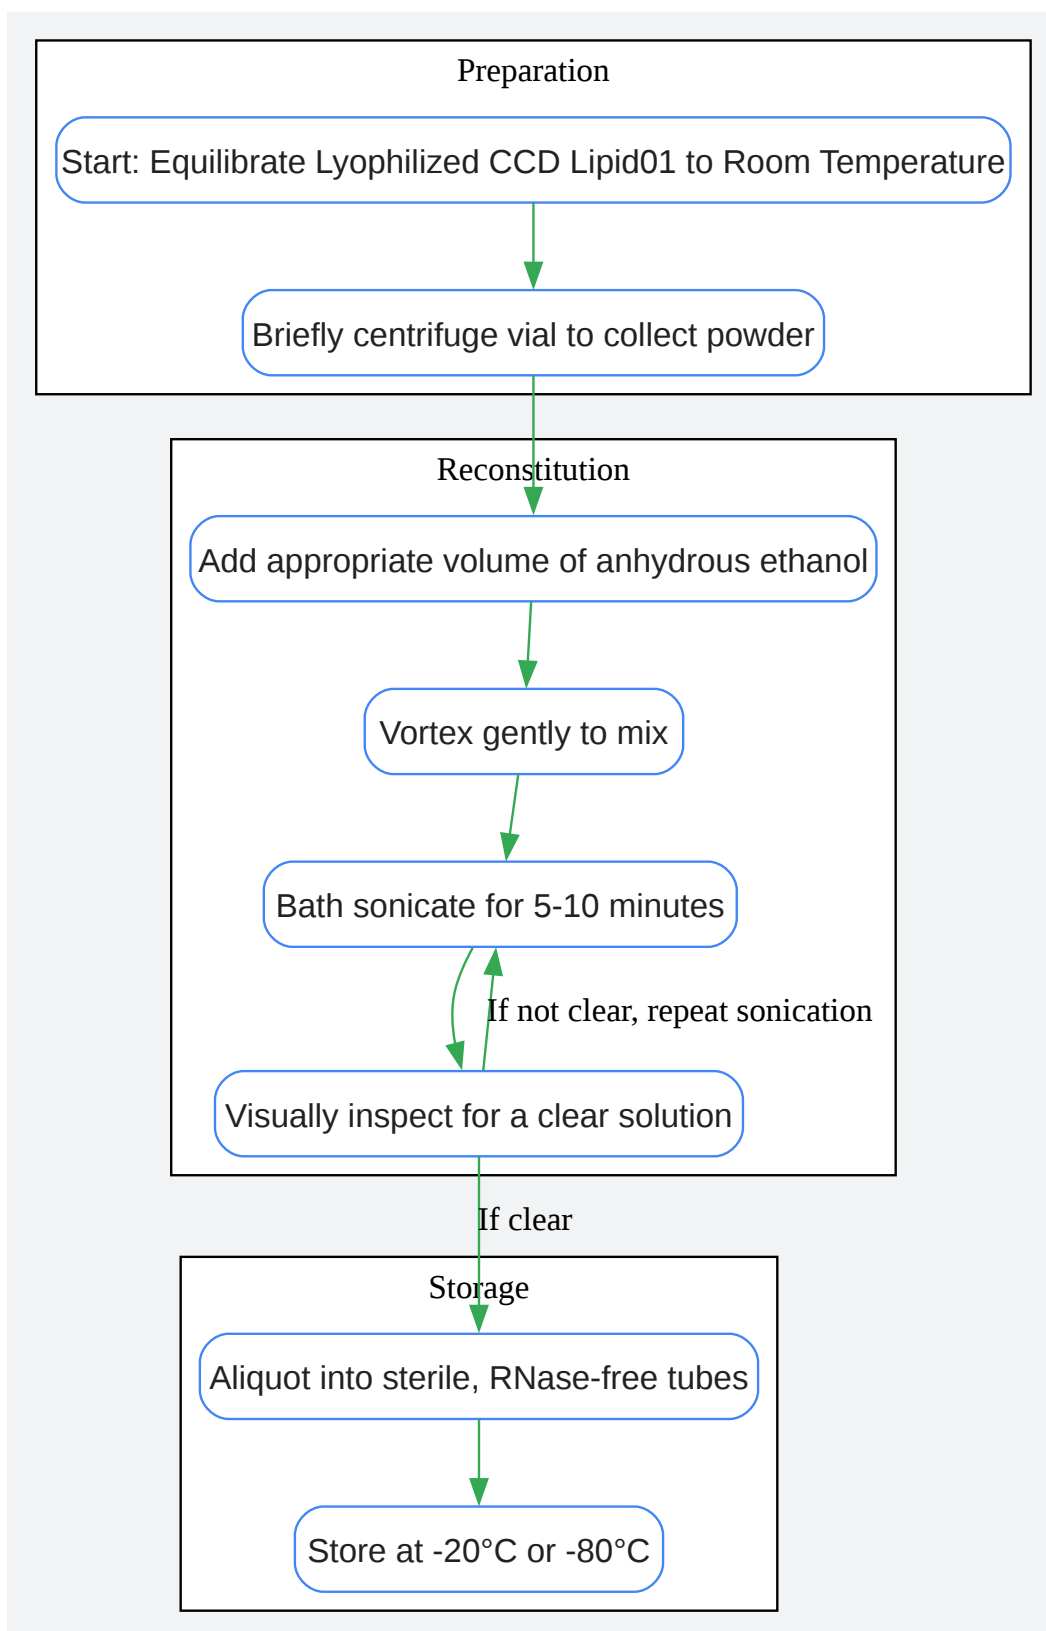 Preparation
Start: Equilibrate Lyophilized CCD Lipid01 to Room Temperature
Briefly centrifuge vial to collect powder
Reconstitution
Add appropriate volume of anhydrous ethanol
Vortex gently to mix
Bath sonicate for 5-10 minutes
If not clear, repeat sonication
Visually inspect for a clear solution
If clear
Storage
Aliquot into sterile, RNase-free tubes
Store at -20°C or -80°C